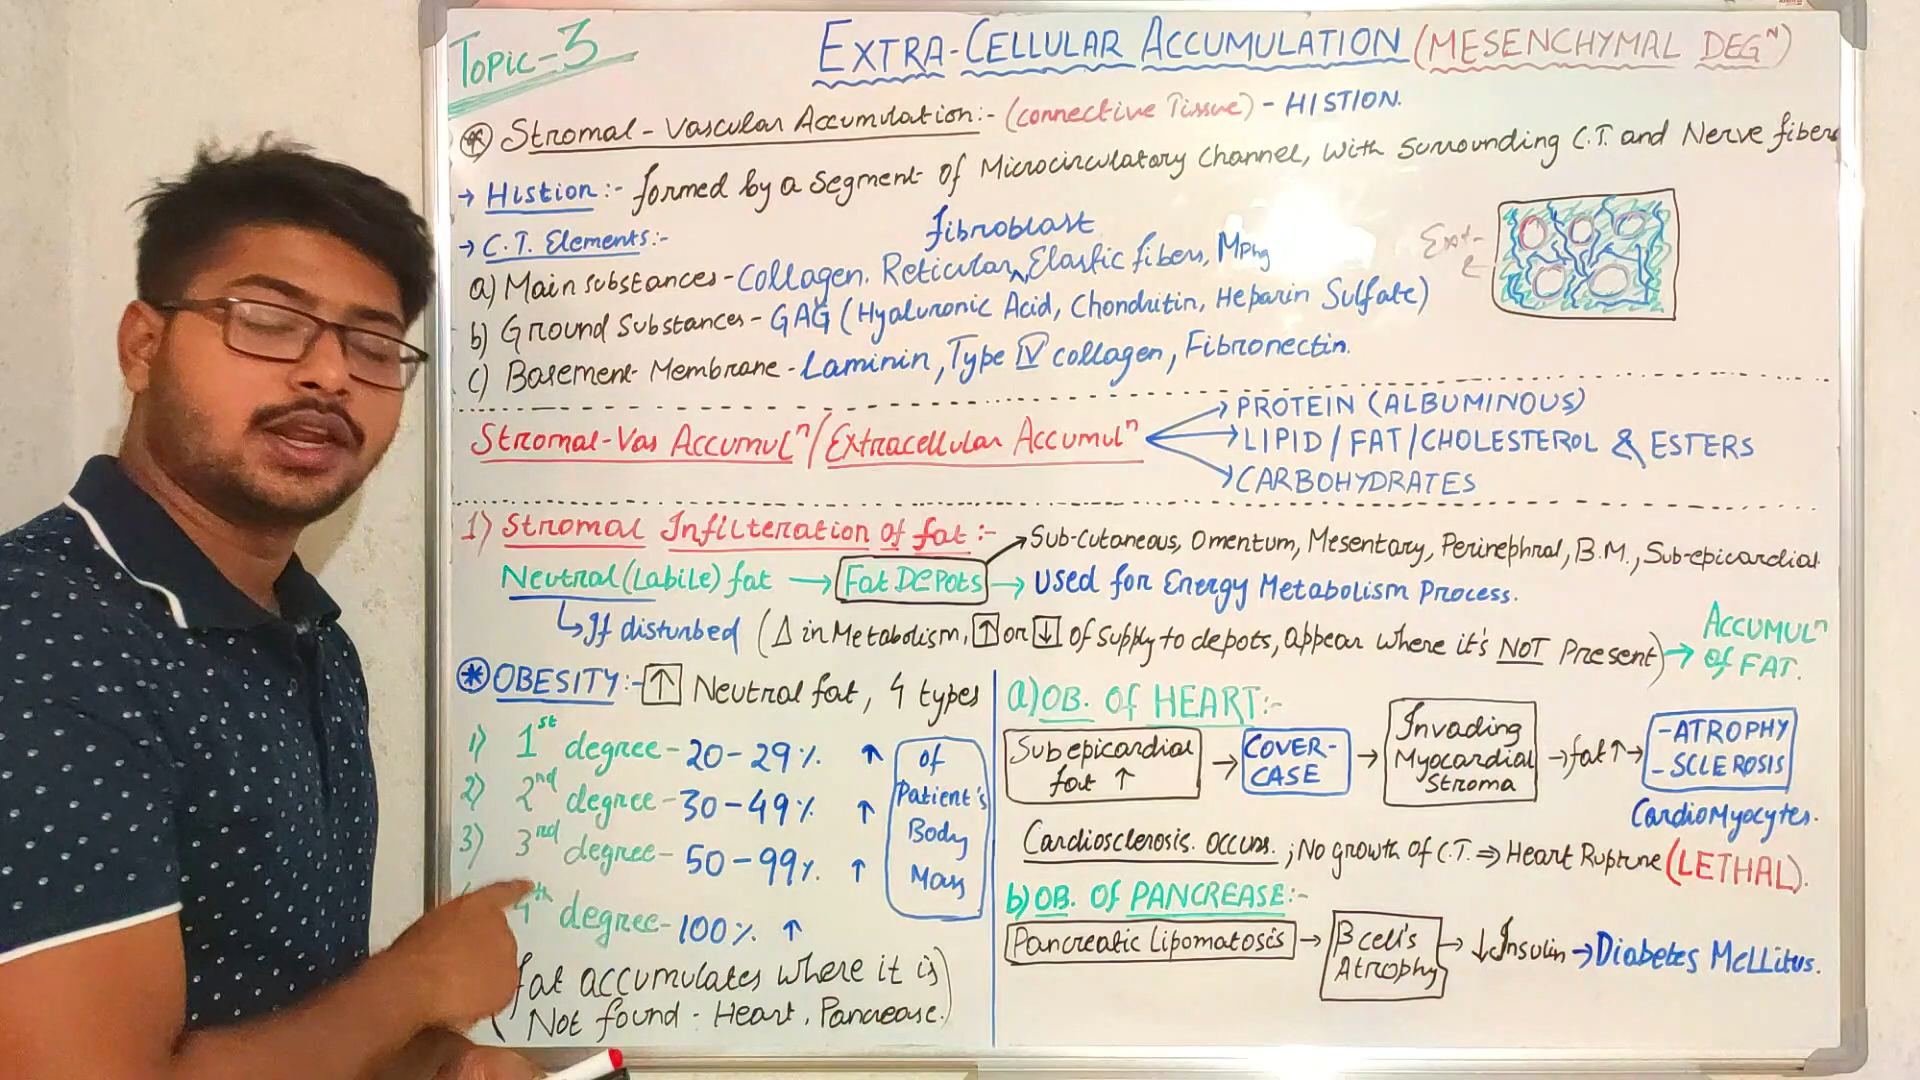 TOPIC-3
EXTRA-CELLULAR ACCUMULATION (MESENCHYMAL DEGᴺ)
Stromal-Vascular Accumulation:- (connective Tissue) - HISTION.
→ Histion:- formed by a segment of Microcirculatory Channel, with surrounding C.T. and Nerve fibers
→ C.T. Elements:-
fibroblast
a) Main substances - Collagen. Reticular, Elastic fibers, Mphg
b) Ground Substances - GAG (Hyaluronic Acid, Chondritin, Heparin Sulfate)
c) Basement Membrane - Laminin, Type IV collagen, Fibronectin.
Stromal-Vas Accumulⁿ/Extracellular Accumulⁿ
→ PROTEIN (ALBUMINOUS)
→ LIPID / FAT / CHOLESTEROL & ESTERS
→ CARBOHYDRATES
1) Stromal Infilteration of fat :-
→ Sub-cutaneous, Omentum, Mesentary, Perinephral, B.M., Sub-epicardial
Neutral (Labile) fat → Fat Depots → Used for Energy Metabolism Process.
↳ If disturbed (Δ in Metabolism, ↑ or ↓ of supply to depots, appear where it's NOT Present) → ACCUMULⁿ of FAT.
OBESITY:- ↑ Neutral fat, 4 types
1) 1st degree - 20-29% ↑
2) 2nd degree - 30-49% ↑
3) 3rd degree - 50-99% ↑
4th degree - 100% ↑
of
Patient's
Body
Mass
(fat accumulates where it is
Not found - Heart, Pancrease.)
a) OB. OF HEART:-
Subepicardial fat ↑ → COVER-CASE → Invading Myocardial Stroma → fat ↑ → -ATROPHY -SCLEROSIS
CardioMyocytes.
Cardiosclerosis occurs. ; No growth of C.T. ⇒ Heart Rupture (LETHAL).
b) OB. OF PANCREASE:-
Pancreatic Lipomatosis → β cell's Atrophy → ↓ Insulin → Diabetes Mellitus.